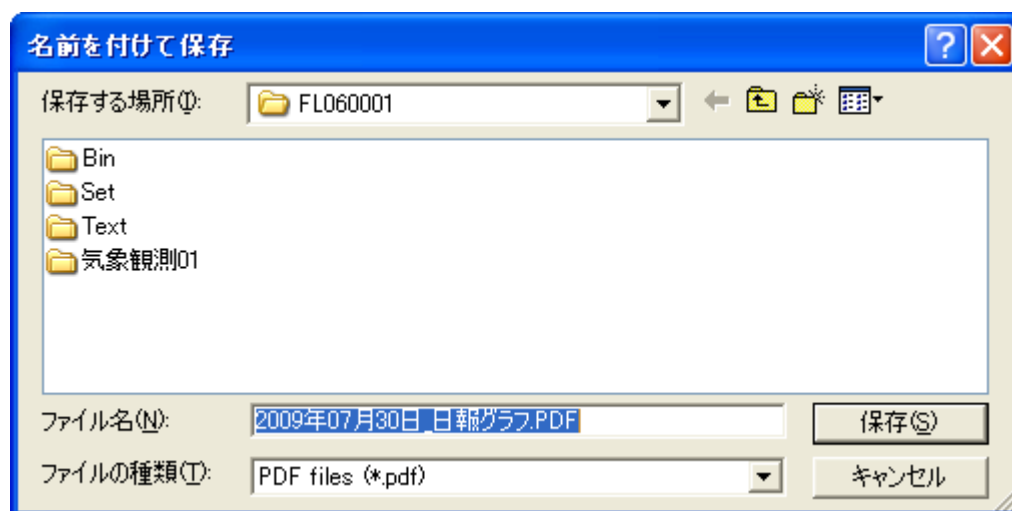 名前を付けて保存
保存する場所(I): FL060001
Bin
Set
Text
気象観測01
ファイル名(N): 2009年07月30日_日報グラフ.PDF 保存(S)
ファイルの種類(T): PDF files (*.pdf) キャンセル